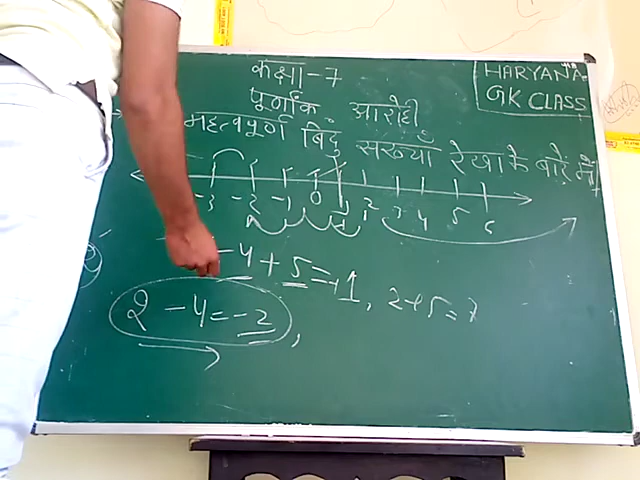 कक्षा-7
HARYANA
GK CLASS
पूर्णांक आरोही
महत्वपूर्ण बिंदु संख्याँ रेखा के बारे में
-3 -2 -1 0 1 2 3 4 5 6
-4+5=+1, 2+5=7
2-4=-2,